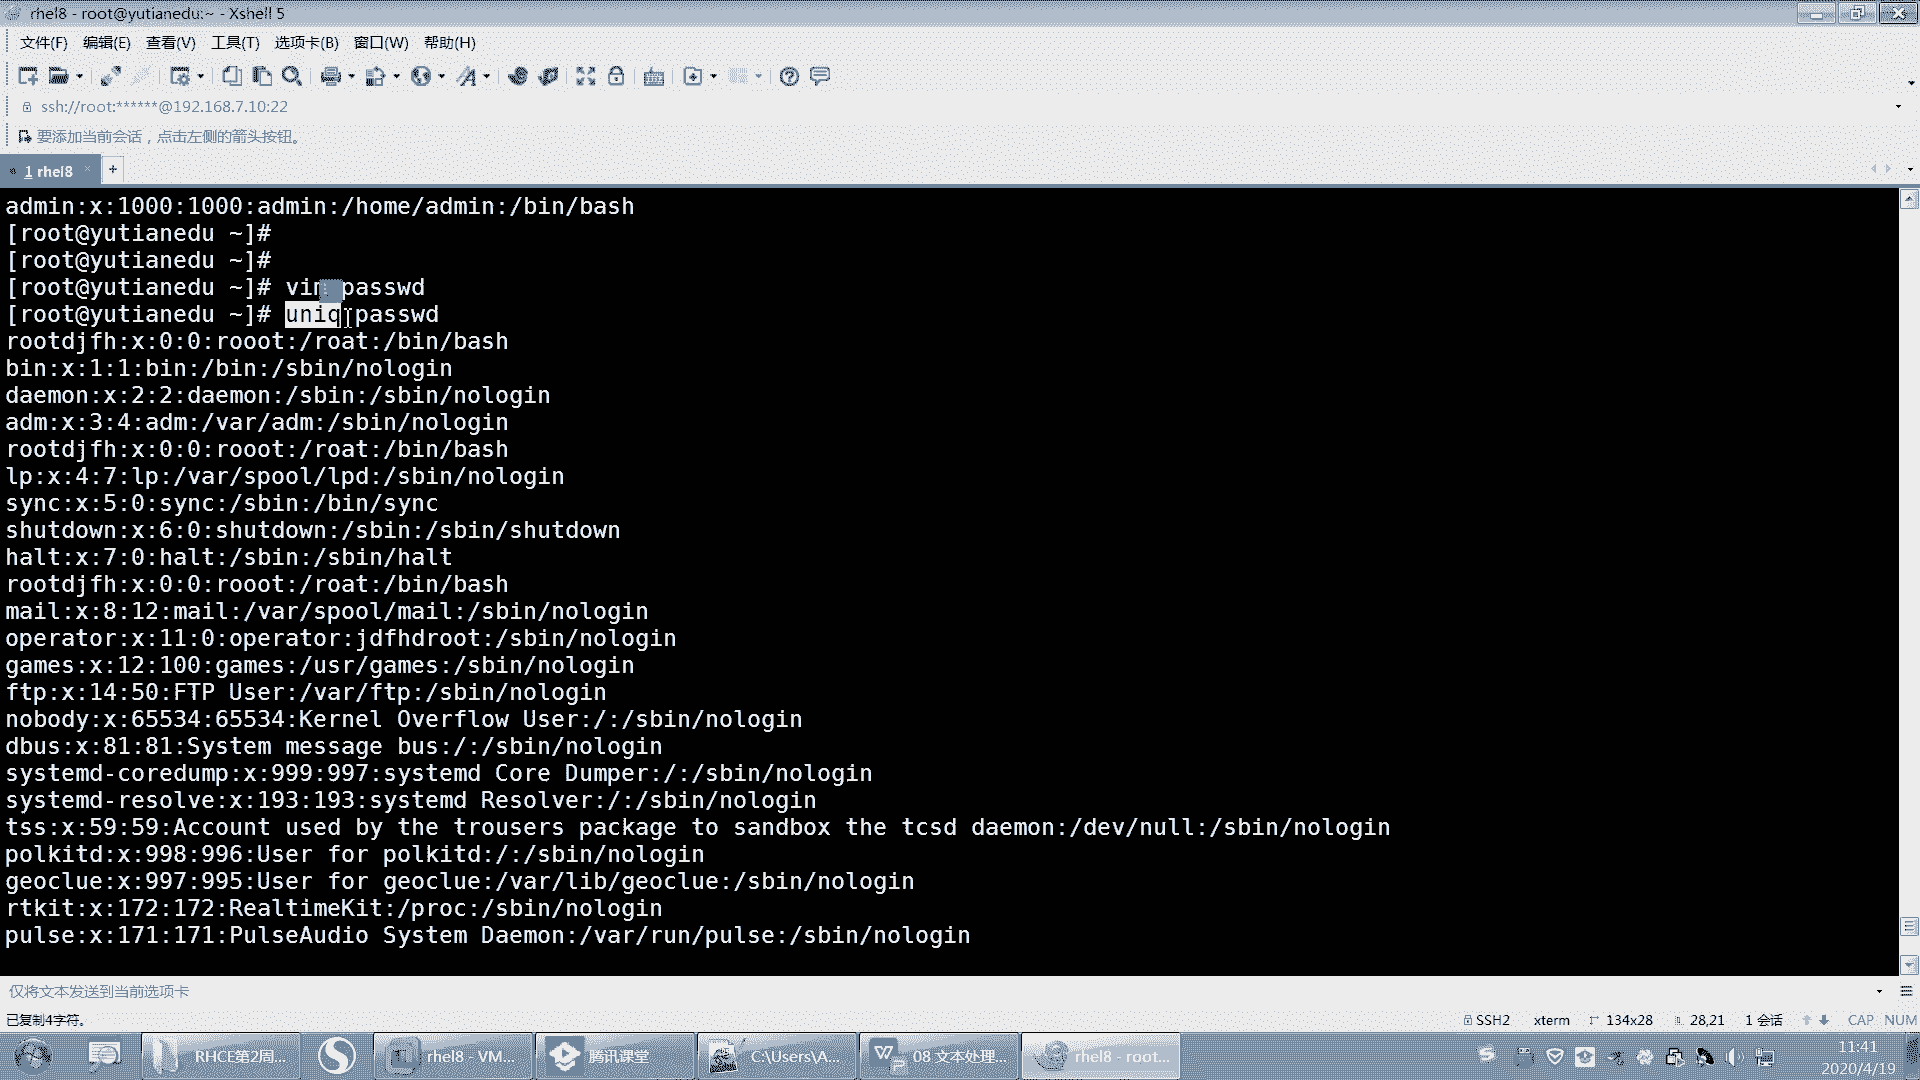 rhel8 - root@yutianedu:~ - Xshell 5
文件(F) 编辑(E) 查看(V) 工具(T) 选项卡(B) 窗口(W) 帮助(H)
ssh://root:******@192.168.7.10:22
要添加当前会话，点击左侧的箭头按钮。
1 rhel8
admin:x:1000:1000:admin:/home/admin:/bin/bash
[root@yutianedu ~]#
[root@yutianedu ~]#
[root@yutianedu ~]# vim passwd
[root@yutianedu ~]# uniq passwd
rootdjfh:x:0:0:rooot:/roat:/bin/bash
bin:x:1:1:bin:/bin:/sbin/nologin
daemon:x:2:2:daemon:/sbin:/sbin/nologin
adm:x:3:4:adm:/var/adm:/sbin/nologin
rootdjfh:x:0:0:rooot:/roat:/bin/bash
lp:x:4:7:lp:/var/spool/lpd:/sbin/nologin
sync:x:5:0:sync:/sbin:/bin/sync
shutdown:x:6:0:shutdown:/sbin:/sbin/shutdown
halt:x:7:0:halt:/sbin:/sbin/halt
rootdjfh:x:0:0:rooot:/roat:/bin/bash
mail:x:8:12:mail:/var/spool/mail:/sbin/nologin
operator:x:11:0:operator:jdfhdroot:/sbin/nologin
games:x:12:100:games:/usr/games:/sbin/nologin
ftp:x:14:50:FTP User:/var/ftp:/sbin/nologin
nobody:x:65534:65534:Kernel Overflow User:/:/sbin/nologin
dbus:x:81:81:System message bus:/:/sbin/nologin
systemd-coredump:x:999:997:systemd Core Dumper:/:/sbin/nologin
systemd-resolve:x:193:193:systemd Resolver:/:/sbin/nologin
tss:x:59:59:Account used by the trousers package to sandbox the tcsd daemon:/dev/null:/sbin/nologin
polkitd:x:998:996:User for polkitd:/:/sbin/nologin
geoclue:x:997:995:User for geoclue:/var/lib/geoclue:/sbin/nologin
rtkit:x:172:172:RealtimeKit:/proc:/sbin/nologin
pulse:x:171:171:PulseAudio System Daemon:/var/run/pulse:/sbin/nologin
仅将文本发送到当前选项卡
已复制4字符。 SSH2 xterm 134x28 28,21 1 会话 CAP NUM
RHCE第2周... rhel8 - VM... 腾讯课堂 C:\Users\A... 08 文本处理... rhel8 - root... 11:41
2020/4/19